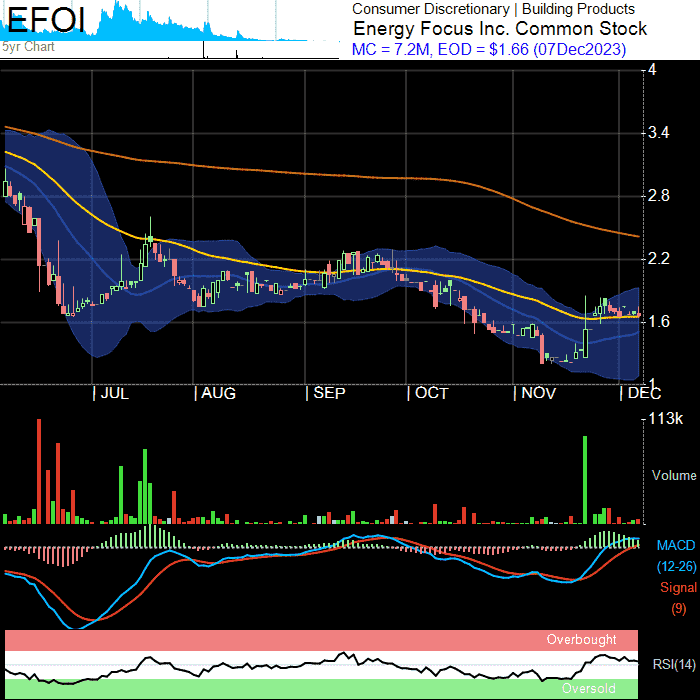 EFOI
5yr Chart
Consumer Discretionary | Building Products
Energy Focus Inc. Common Stock
MC = 7.2M, EOD = $1.66 (07Dec2023)
4
3.4
2.8
2.2
1.6
1
JUL
AUG
SEP
OCT
NOV
DEC
113k
Volume
MACD
(12-26)
Signal
(9)
Overbought
RSI(14)
Oversold